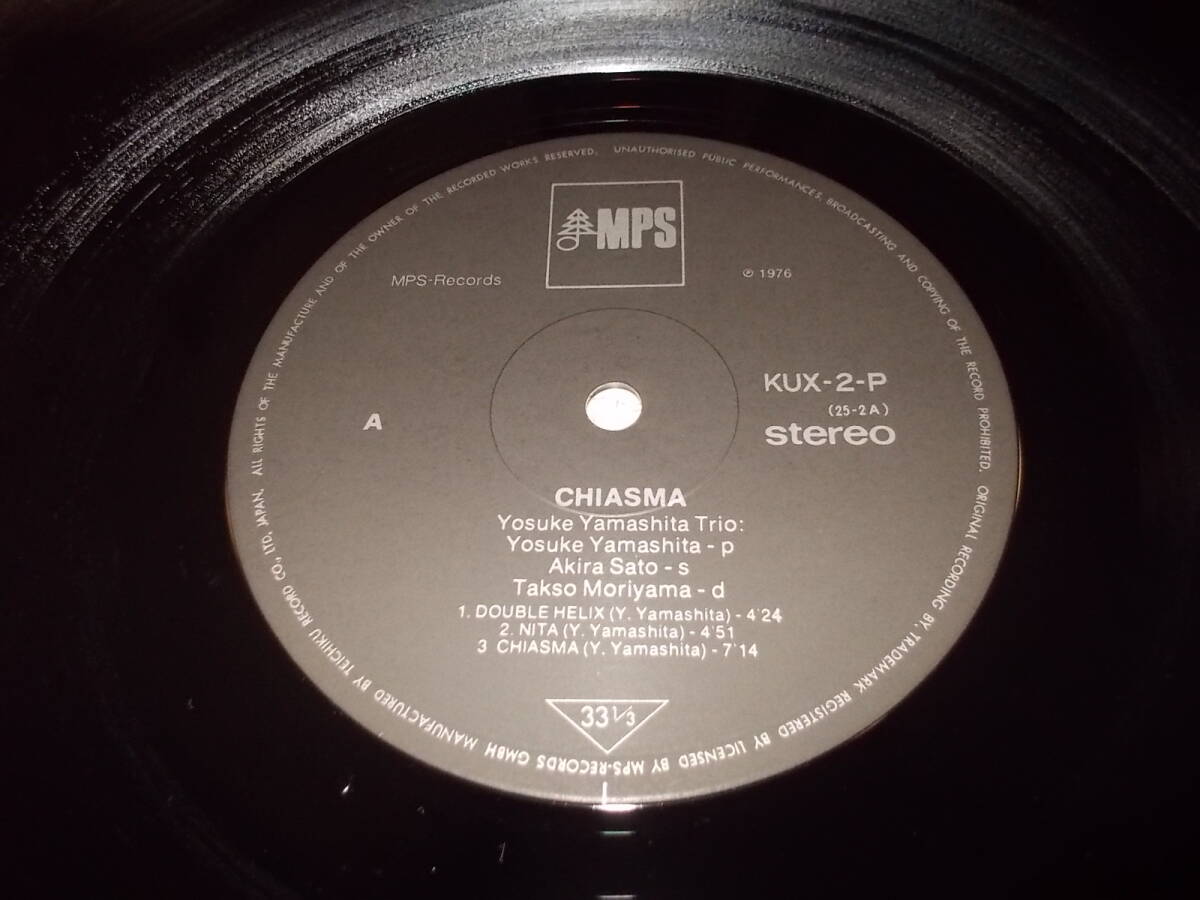 MPS
MPS-Records
℗ 1976
KUX-2-P
(25-2A)
stereo
A
CHIASMA
Yosuke Yamashita Trio:
Yosuke Yamashita - p
Akira Sato - s
Takso Moriyama - d
1. DOUBLE HELIX (Y. Yamashita) - 4'24
2. NITA (Y. Yamashita) - 4'51
3 CHIASMA (Y. Yamashita) - 7'14
33 1/3
MANUFACTURED BY TEICHIKU RECORD CO., LTD. JAPAN. ALL RIGHTS OF THE MANUFACTURE AND OF THE OWNER OF THE RECORDED WORKS RESERVED. UNAUTHORISED PUBLIC PERFORMANCES, BROADCASTING AND COPYING OF THE RECORD PROHIBITED. ORIGINAL RECORDING BY, TRADEMARK REGISTERED BY LICENSED BY MPS-RECORDS GMBH